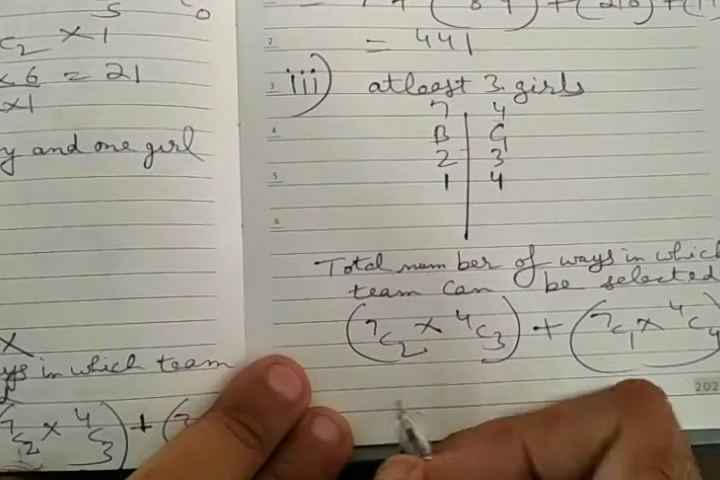 C₂ × 1
× 6 = 21
×1
y and one girl
X
ys in which team
(⁷C₂ × ⁴C₃) + (7
= 441
iii) atleast 3 girls
7 4
B G
2 3
1 4
Total number of ways in which
team can be selected
(⁷C₂ × ⁴C₃) + (⁷C₁ × ⁴C₄
202